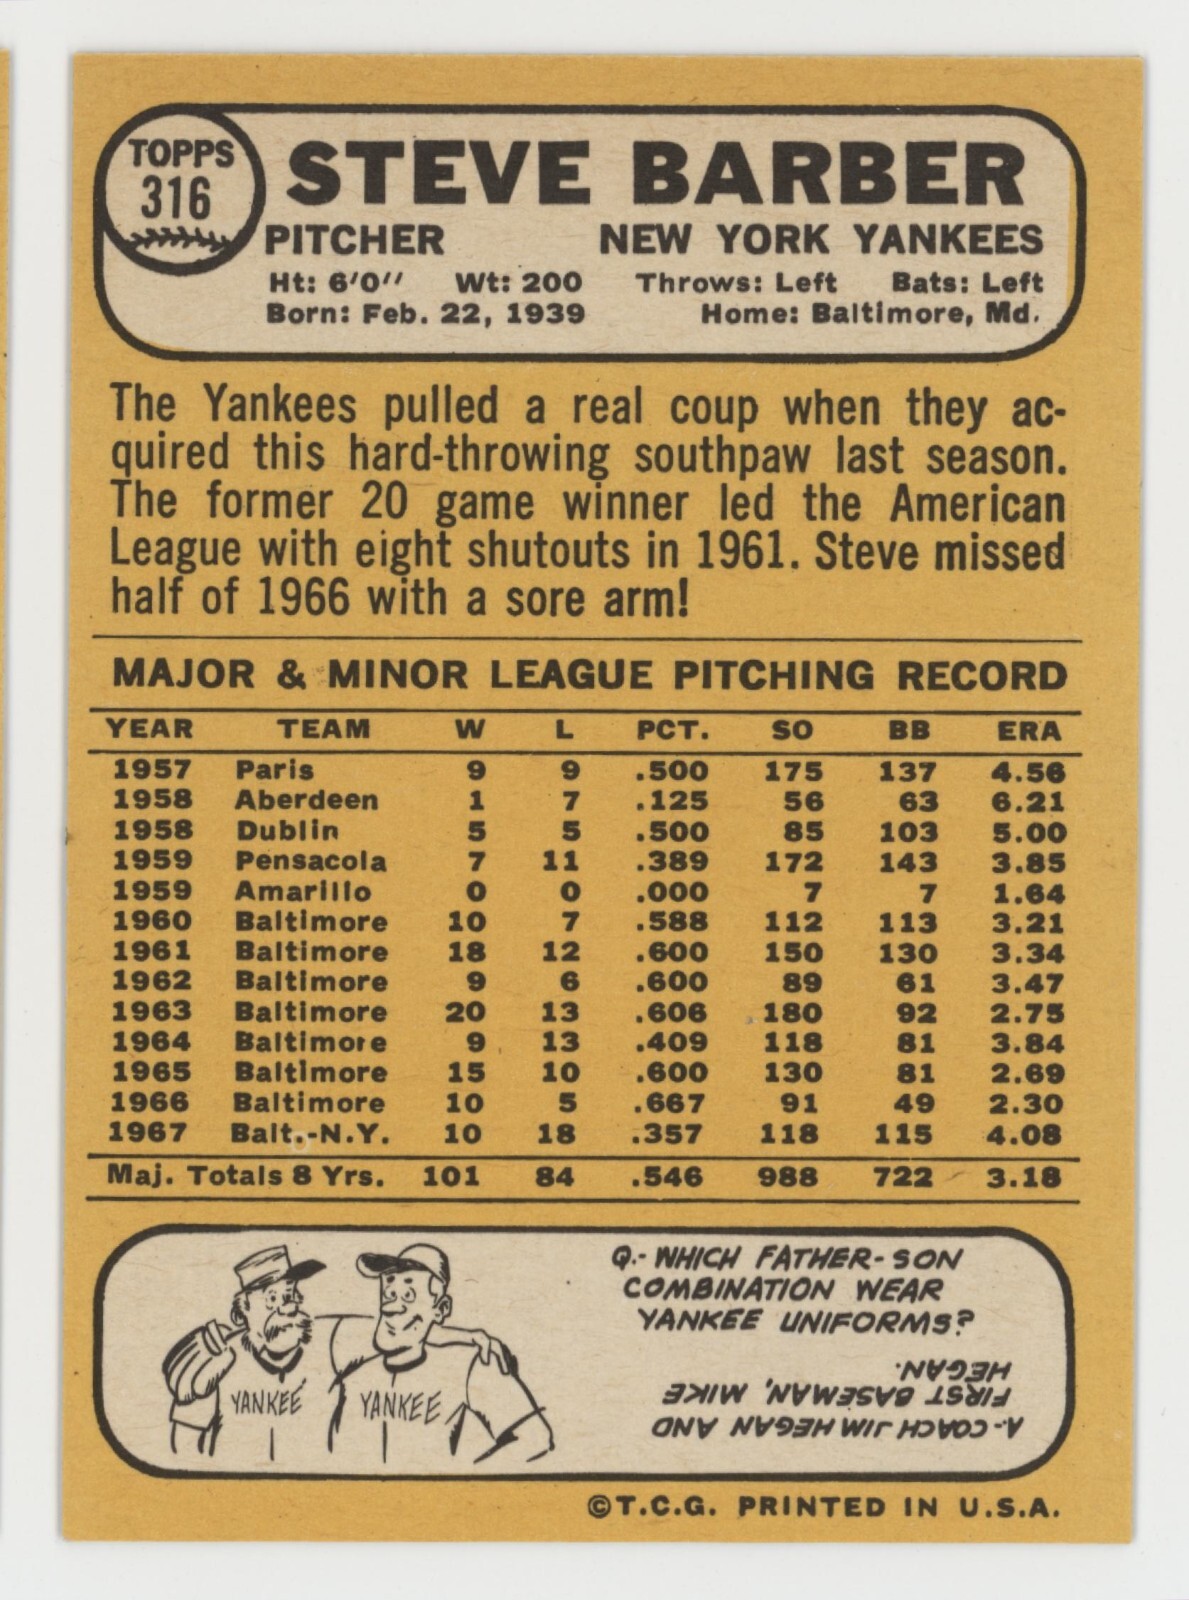 TOPPS
316
STEVE BARBER
PITCHER NEW YORK YANKEES
Ht: 6'0'' Wt: 200 Throws: Left Bats: Left
Born: Feb. 22, 1939 Home: Baltimore, Md.
The Yankees pulled a real coup when they ac-
quired this hard-throwing southpaw last season.
The former 20 game winner led the American
League with eight shutouts in 1961. Steve missed
half of 1966 with a sore arm!
MAJOR & MINOR LEAGUE PITCHING RECORD
YEAR TEAM W L PCT. SO BB ERA
1957 Paris 9 9 .500 175 137 4.56
1958 Aberdeen 1 7 .125 56 63 6.21
1958 Dublin 5 5 .500 85 103 5.00
1959 Pensacola 7 11 .389 172 143 3.85
1959 Amarillo 0 0 .000 7 7 1.64
1960 Baltimore 10 7 .588 112 113 3.21
1961 Baltimore 18 12 .600 150 130 3.34
1962 Baltimore 9 6 .600 89 61 3.47
1963 Baltimore 20 13 .606 180 92 2.75
1964 Baltimore 9 13 .409 118 81 3.84
1965 Baltimore 15 10 .600 130 81 2.69
1966 Baltimore 10 5 .667 91 49 2.30
1967 Balt.-N.Y. 10 18 .357 118 115 4.08
Maj. Totals 8 Yrs. 101 84 .546 988 722 3.18
YANKEE YANKEE
Q.- WHICH FATHER-SON
COMBINATION WEAR
YANKEE UNIFORMS?
A.- COACH JIM HEGAN AND
FIRST BASEMAN, MIKE
HEGAN.
©T.C.G. PRINTED IN U.S.A.